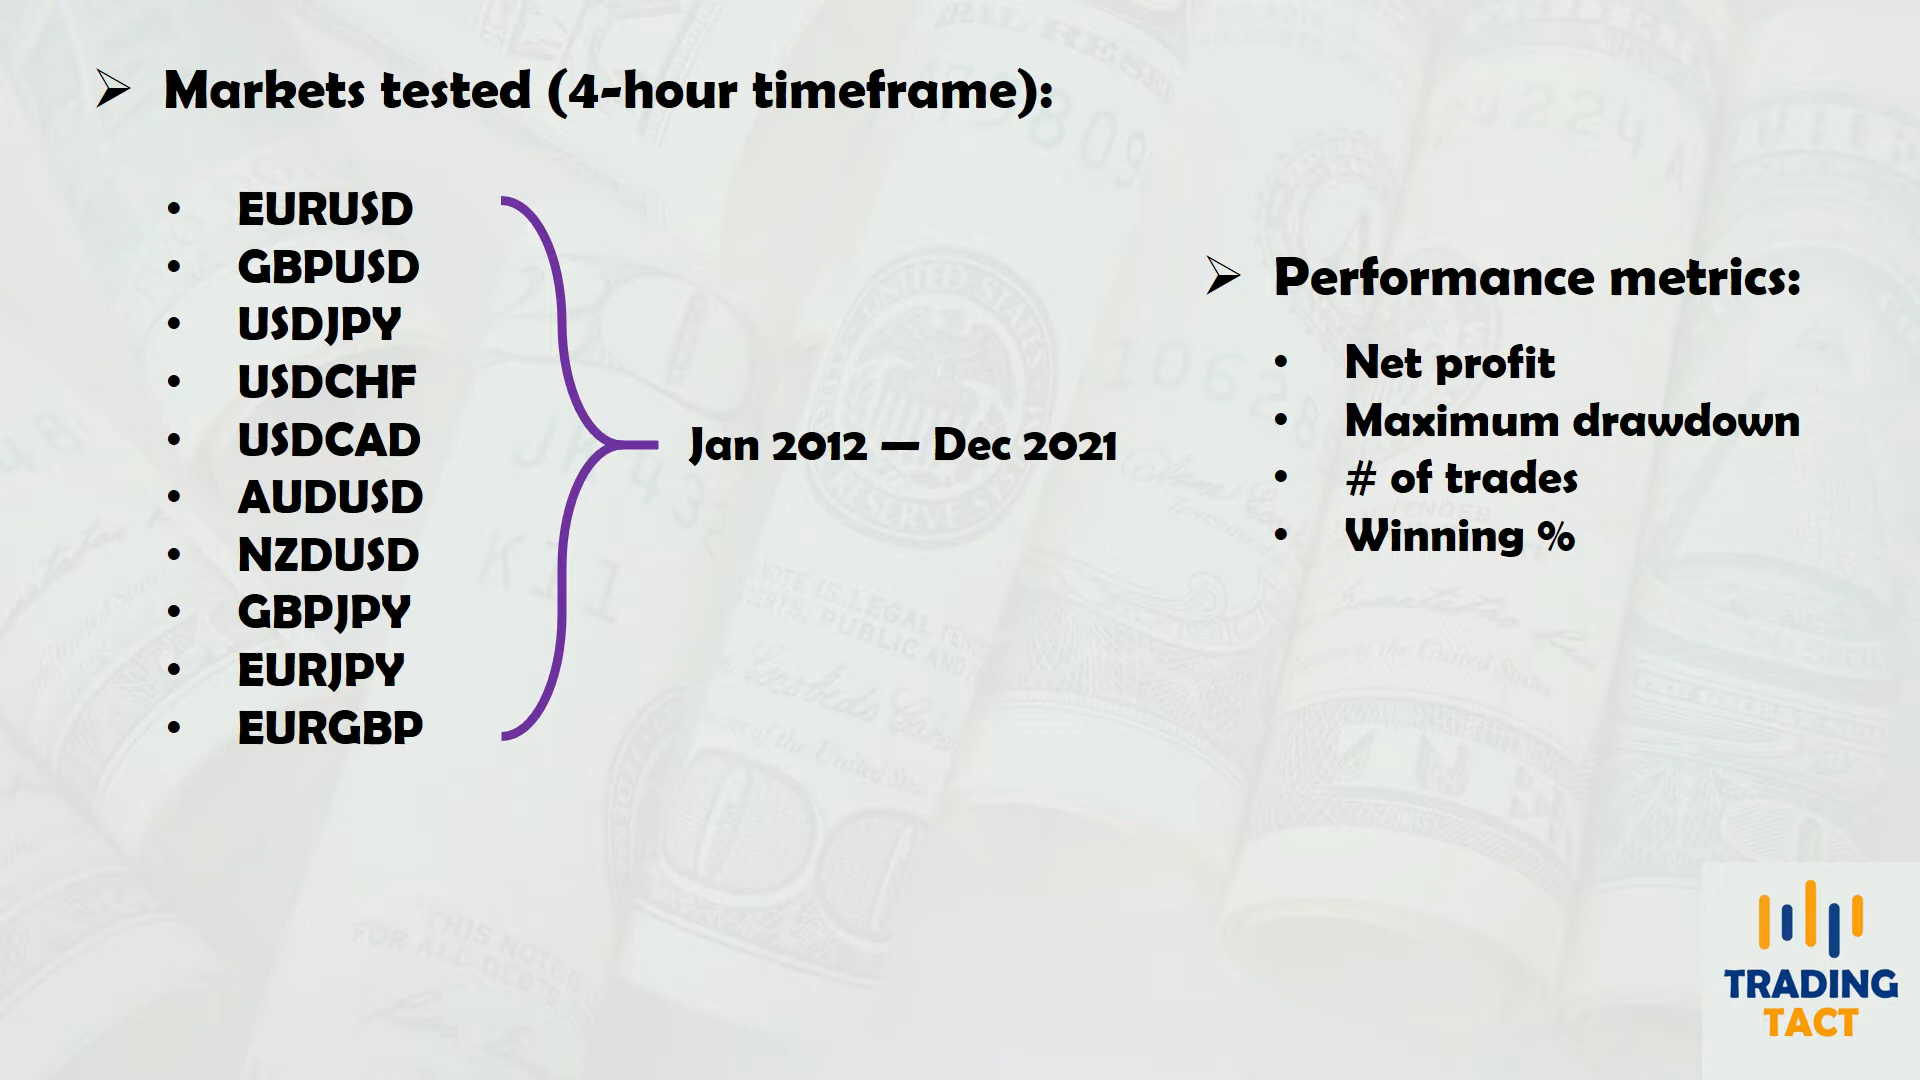 Markets tested (4-hour timeframe):
EURUSD
GBPUSD
USDJPY
USDCHF
USDCAD
AUDUSD
NZDUSD
GBPJPY
EURJPY
EURGBP
Jan 2012 — Dec 2021
Performance metrics:
Net profit
Maximum drawdown
# of trades
Winning %
TRADING
TACT